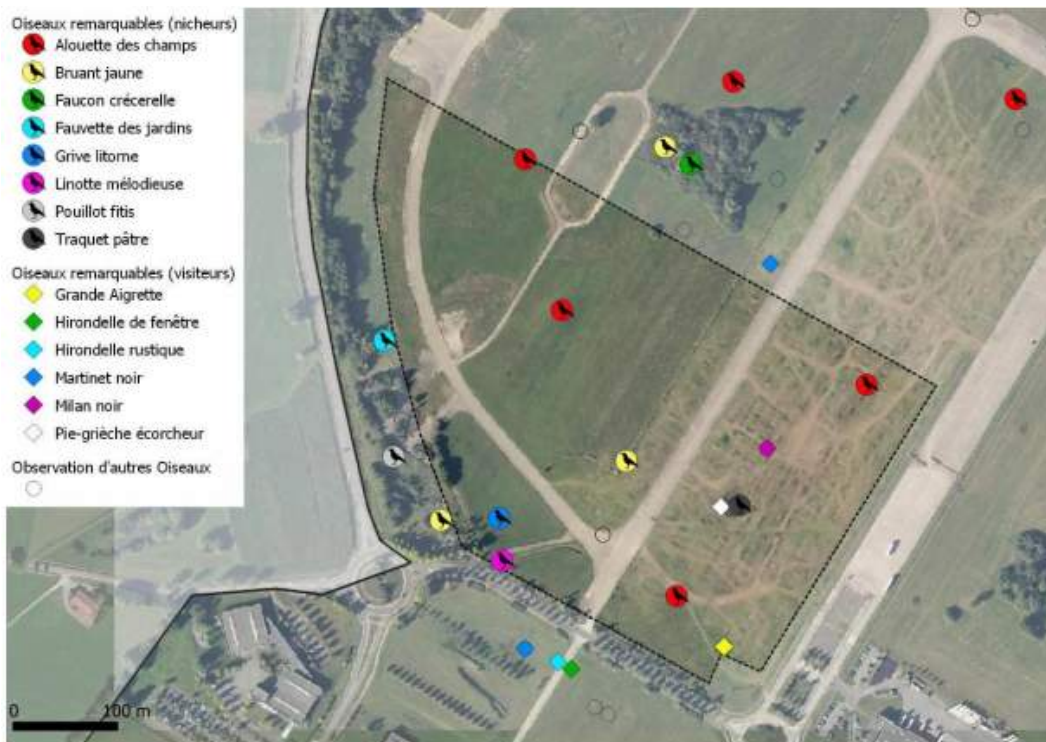 Oiseaux remarquables (nicheurs)
Alouette des champs
Bruant jaune
Faucon crécerelle
Fauvette des jardins
Grive litorne
Linotte mélodieuse
Pouillot fitis
Traquet pâtre
Oiseaux remarquables (visiteurs)
Grande Aigrette
Hirondelle de fenêtre
Hirondelle rustique
Martinet noir
Milan noir
Pie-grièche écorcheur
Observation d'autres Oiseaux
0 100 m